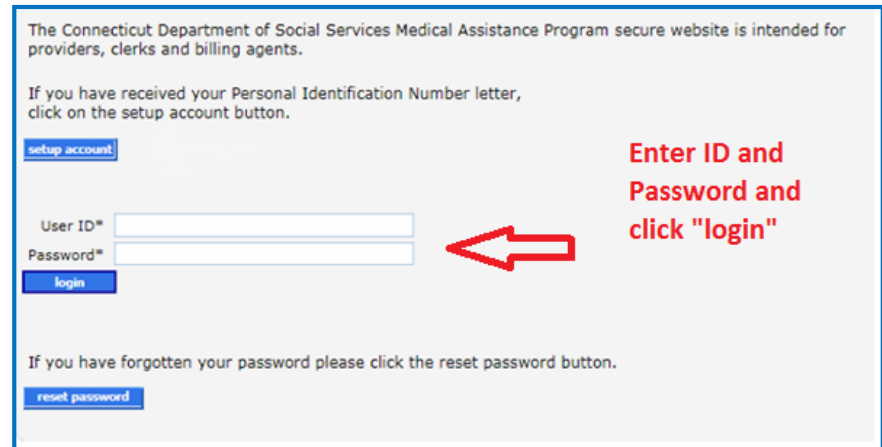 The Connecticut Department of Social Services Medical Assistance Program secure website is intended for
providers, clerks and billing agents.
If you have received your Personal Identification Number letter,
click on the setup account button.
setup account
Enter ID and
Password and
click "login"
User ID*
Password*
login
If you have forgotten your password please click the reset password button.
reset password